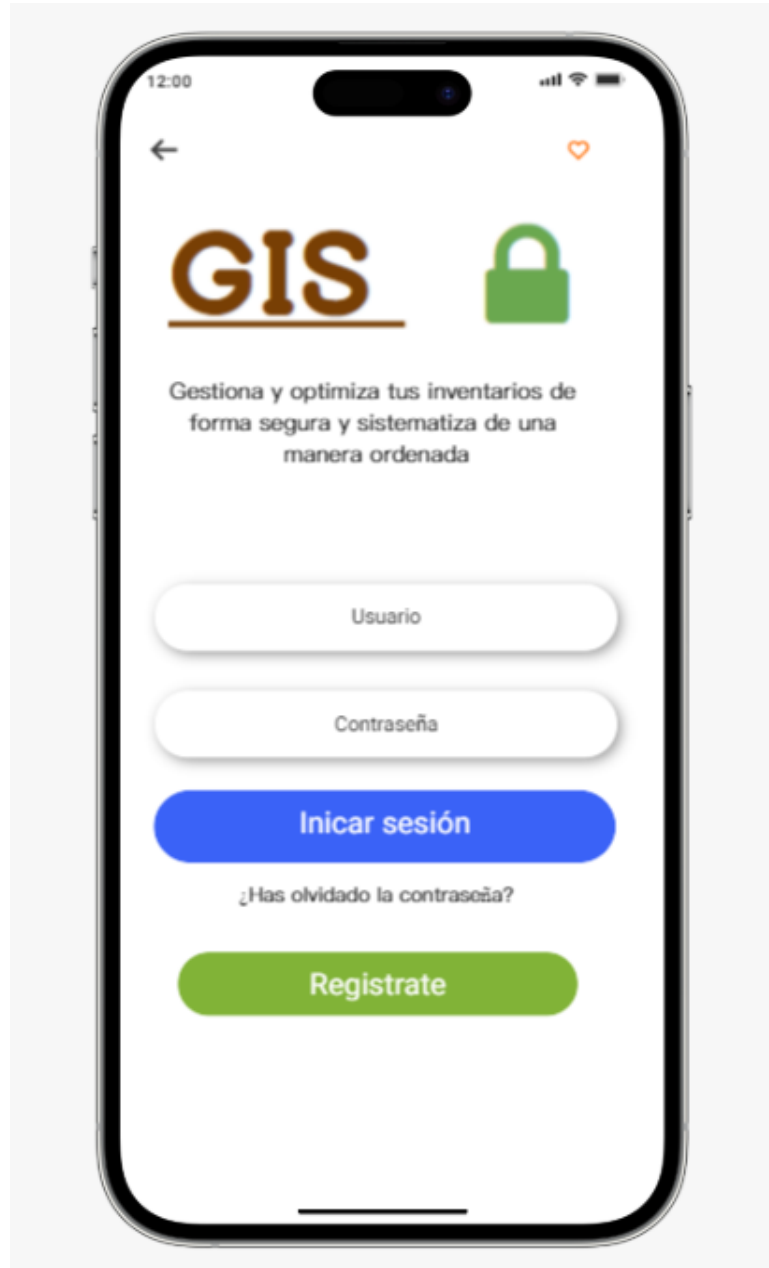 12:00
GIS
Gestiona y optimiza tus inventarios de
forma segura y sistematiza de una
manera ordenada
Usuario
Contraseña
Inicar sesión
¿Has olvidado la contraseña?
Registrate